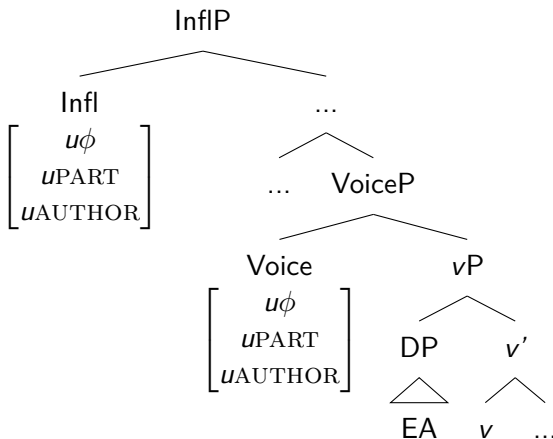 InflP
Infl ...
uϕ
uPART
uAUTHOR
... VoiceP
Voice vP
uϕ
uPART
uAUTHOR
DP v'
EA v ...